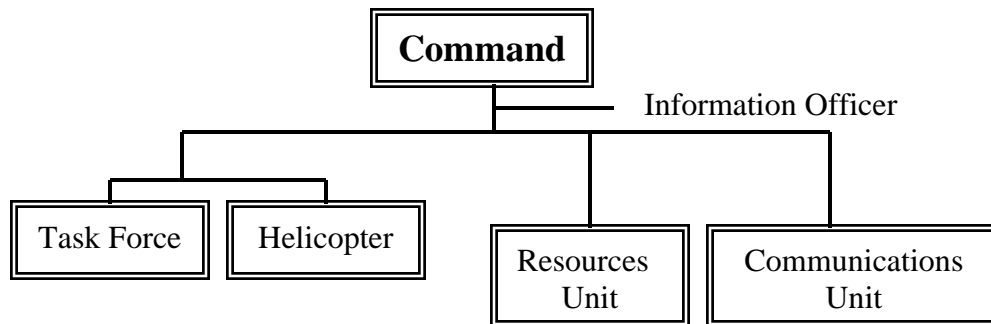 Command
Information Officer
Task Force
Helicopter
Resources
Unit
Communications
Unit